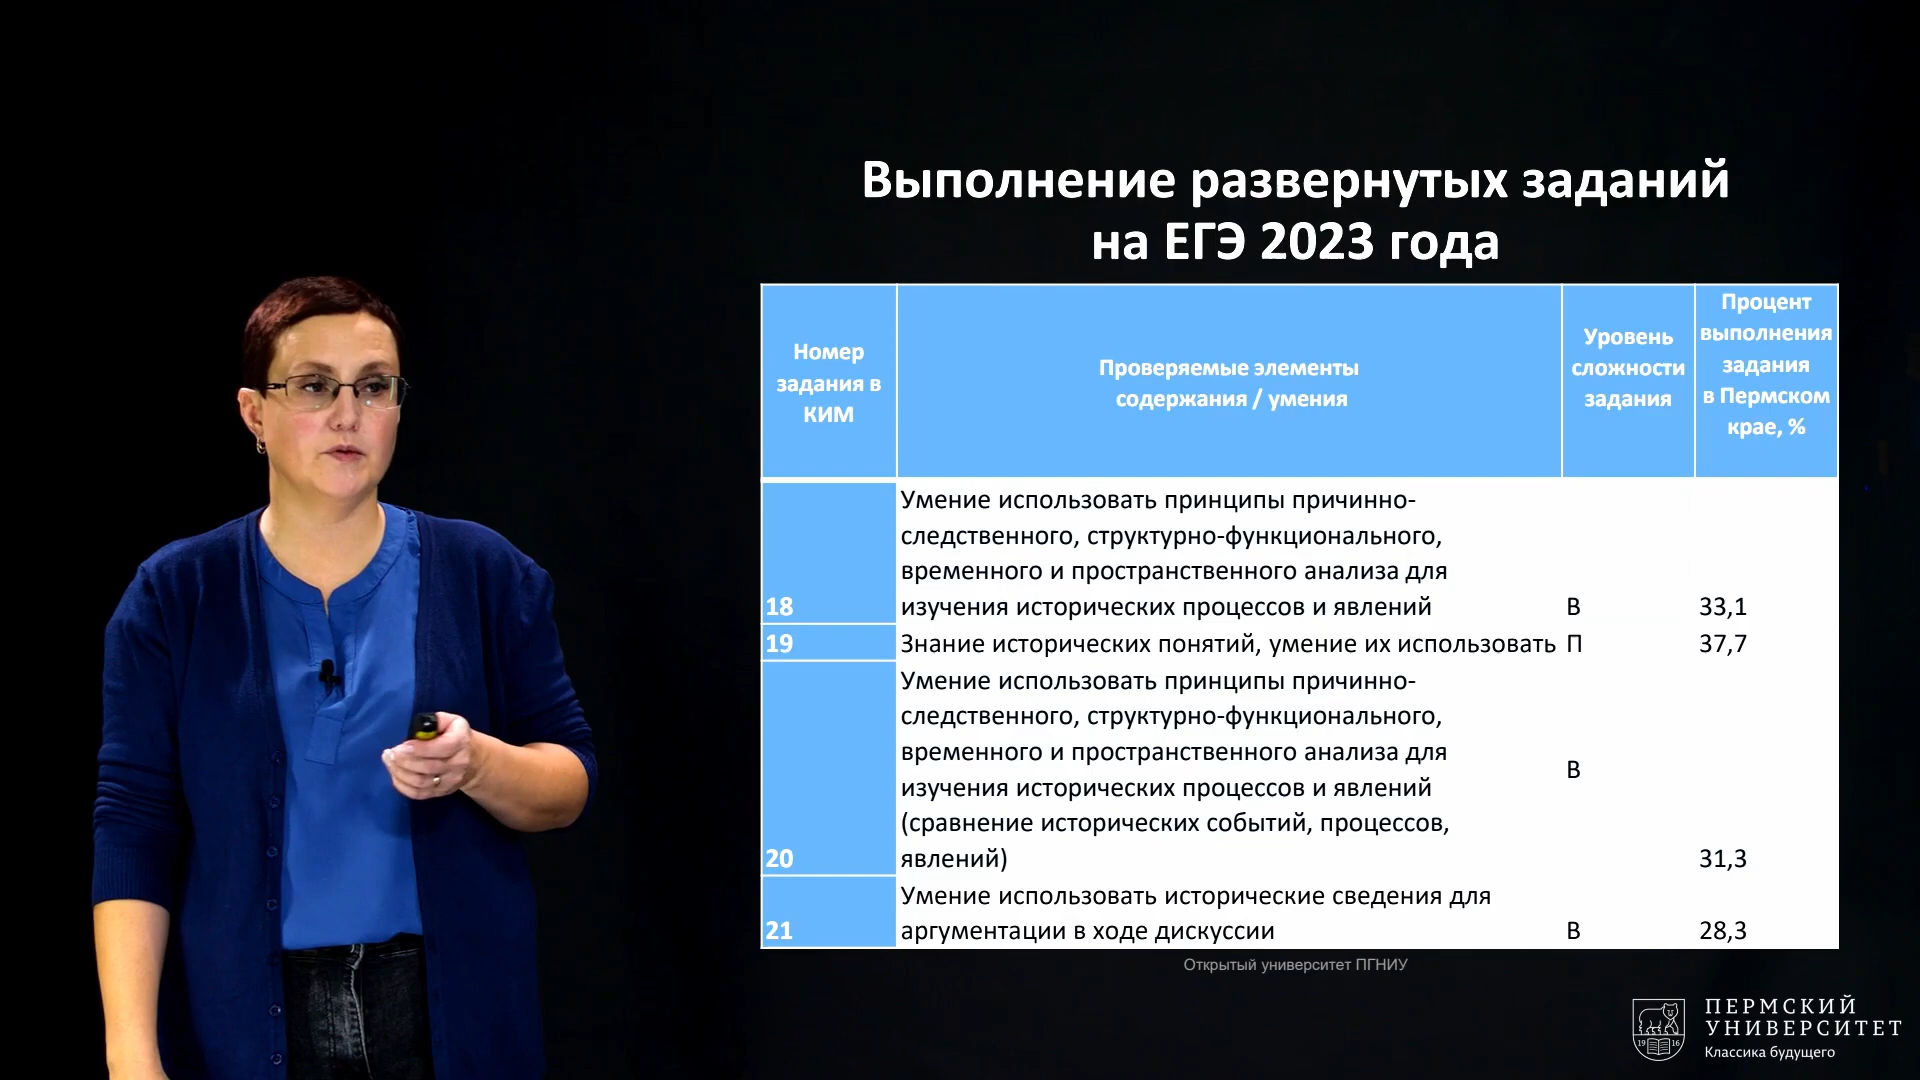 Выполнение развернутых заданий
на ЕГЭ 2023 года
Номер
задания в
КИМ
Проверяемые элементы
содержания / умения
Уровень
сложности
задания
Процент
выполнения
задания
в Пермском
крае, %
18
Умение использовать принципы причинно-
следственного, структурно-функционального,
временного и пространственного анализа для
изучения исторических процессов и явлений
В
33,1
19
Знание исторических понятий, умение их использовать
П
37,7
20
Умение использовать принципы причинно-
следственного, структурно-функционального,
временного и пространственного анализа для
изучения исторических процессов и явлений
(сравнение исторических событий, процессов,
явлений)
В
31,3
21
Умение использовать исторические сведения для
аргументации в ходе дискуссии
В
28,3
Открытый университет ПГНИУ
19 16
ПЕРМСКИЙ
УНИВЕРСИТЕТ
Классика будущего